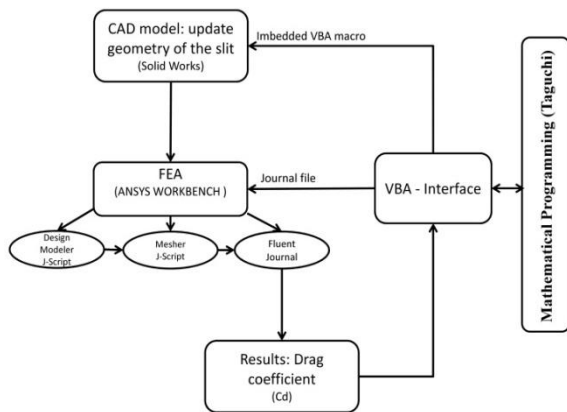 CAD model: update
geometry of the slit
(Solid Works)
Imbedded VBA macro
FEA
(ANSYS WORKBENCH )
Journal file
VBA - Interface
Mathematical Programming (Taguchi)
Design
Modeler
J-Script
Mesher
J-Script
Fluent
Journal
Results: Drag
coefficient
(Cd)